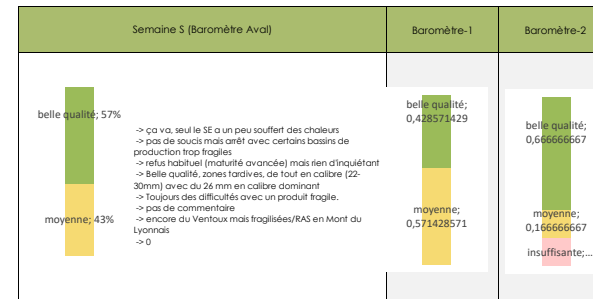 Semaine S (Baromètre Aval)
Baromètre-1
Baromètre-2
belle qualité; 57%
moyenne; 43%
-> ça va, seul le SE a un peu souffert des chaleurs
-> pas de soucis mais arrêt avec certains bassins de
production trop fragiles
-> refus habituel (maturité avancée) mais rien d'inquiétant
-> Belle qualité, zones tardives, de tout en calibre (22-
30mm) avec du 26 mm en calibre dominant
-> Toujours des difficultés avec un produit fragile.
-> pas de commentaire
-> encore du Ventoux mais fragilisées/RAS en Mont du
Lyonnais
-> 0
belle qualité;
0,428571429
moyenne;
0,571428571
belle qualité;
0,666666667
moyenne;
0,166666667
insuffisante;...